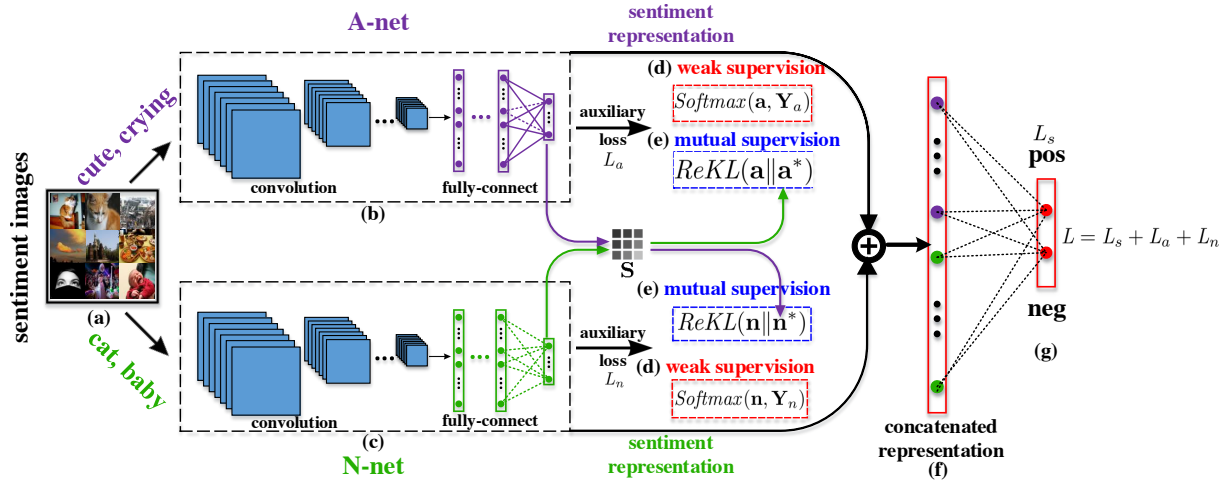 A-net
sentiment
representation
cute, crying
convolution
fully-connect
(b)
auxiliary
loss
L_a
(d) weak supervision
Softmax(a, Y_a)
(e) mutual supervision
ReKL(a||a*)
sentiment images
(a)
S
(e) mutual supervision
ReKL(n||n*)
(d) weak supervision
Softmax(n, Y_n)
cat, baby
convolution
fully-connect
(c)
auxiliary
loss
L_n
N-net
sentiment
representation
L_s
pos
L = L_s + L_a + L_n
neg
(g)
concatenated
representation
(f)